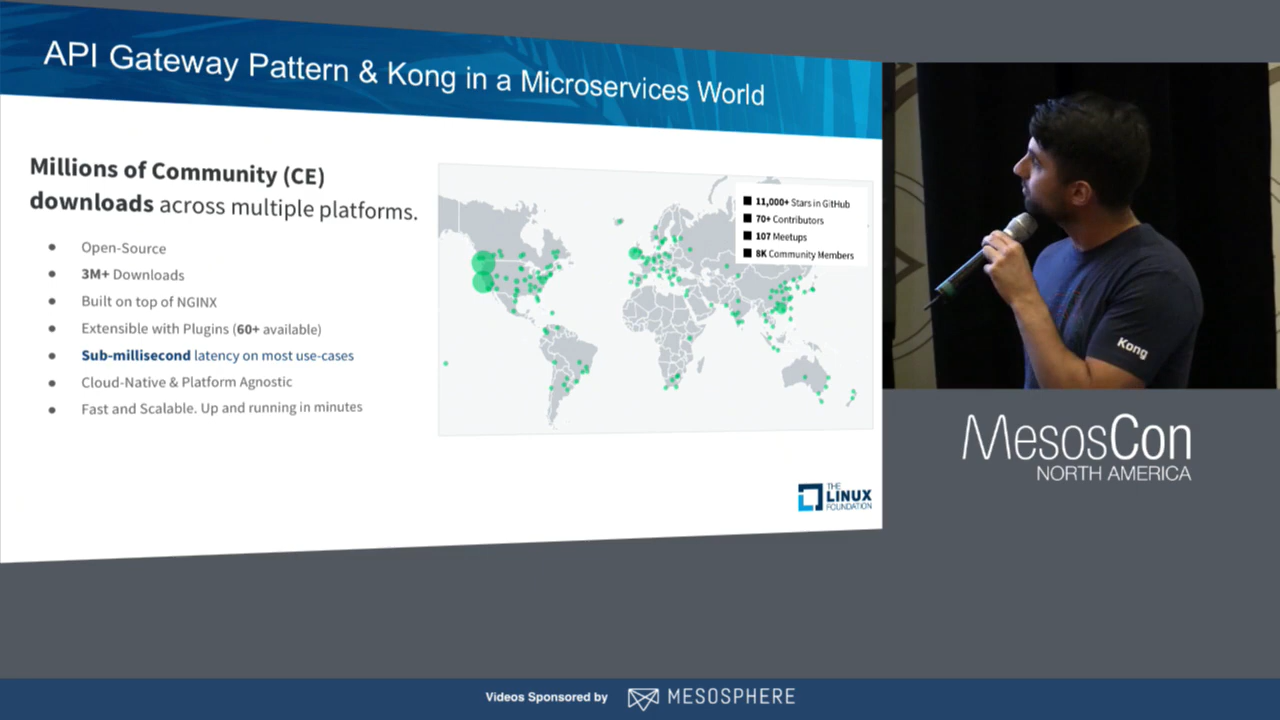 API Gateway Pattern & Kong in a Microservices World
Millions of Community (CE)
downloads across multiple platforms.
● Open-Source
● 3M+ Downloads
● Built on top of NGINX
● Extensible with Plugins (60+ available)
● Sub-millisecond latency on most use-cases
● Cloud-Native & Platform Agnostic
● Fast and Scalable. Up and running in minutes
11,000+ Stars in GitHub
70+ Contributors
107 Meetups
8K Community Members
THE
LINUX
FOUNDATION
Kong
MesosCon
NORTH AMERICA
Videos Sponsored by MESOSPHERE